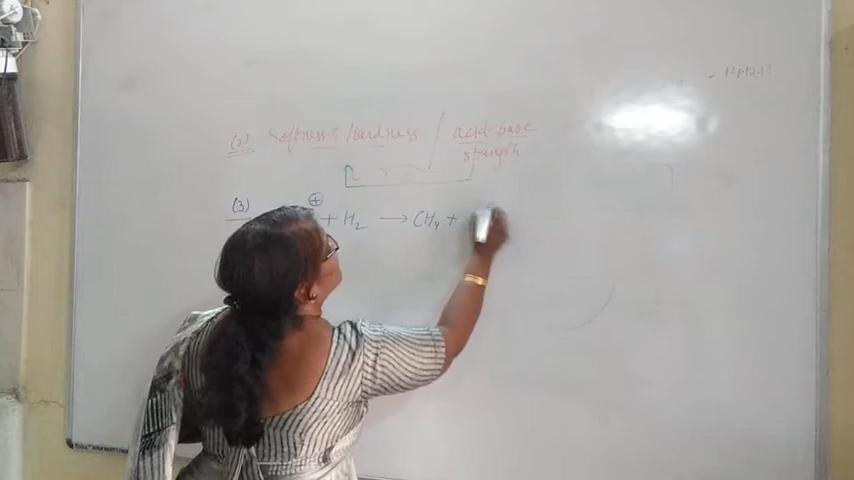 (2) Softness & Hardness / acid-base
strength
(3) ⊕
+ H₂ → CH₄ +